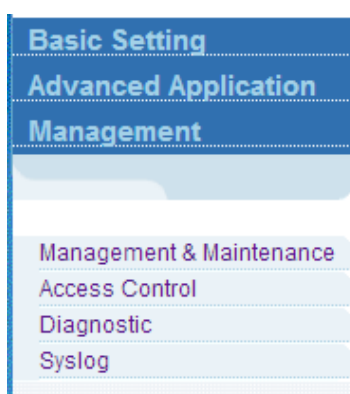 Basic Setting
Advanced Application
Management
Management & Maintenance
Access Control
Diagnostic
Syslog